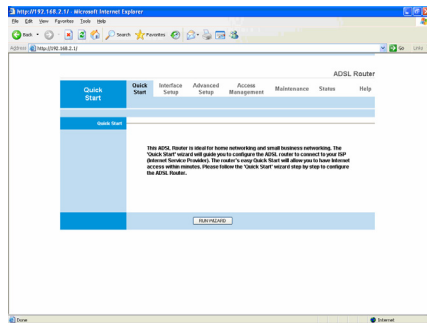 http://192.168.2.1/ - Microsoft Internet Explorer
File Edit View Favorites Tools Help
Back Search Favorites
Address http://192.168.2.1/ Go Links
ADSL Router
Quick Start
Quick Start Interface Setup Advanced Setup Access Management Maintenance Status Help
Quick Start
This ADSL Router is ideal for home networking and small business networking. The
'Quick Start' wizard will guide you to configure the ADSL router to connect to your ISP
(Internet Service Provider). The router's easy Quick Start will allow you to have Internet
access within minutes. Please follow the 'Quick Start' wizard step by step to configure
the ADSL Router.
RUN WIZARD
Done Internet